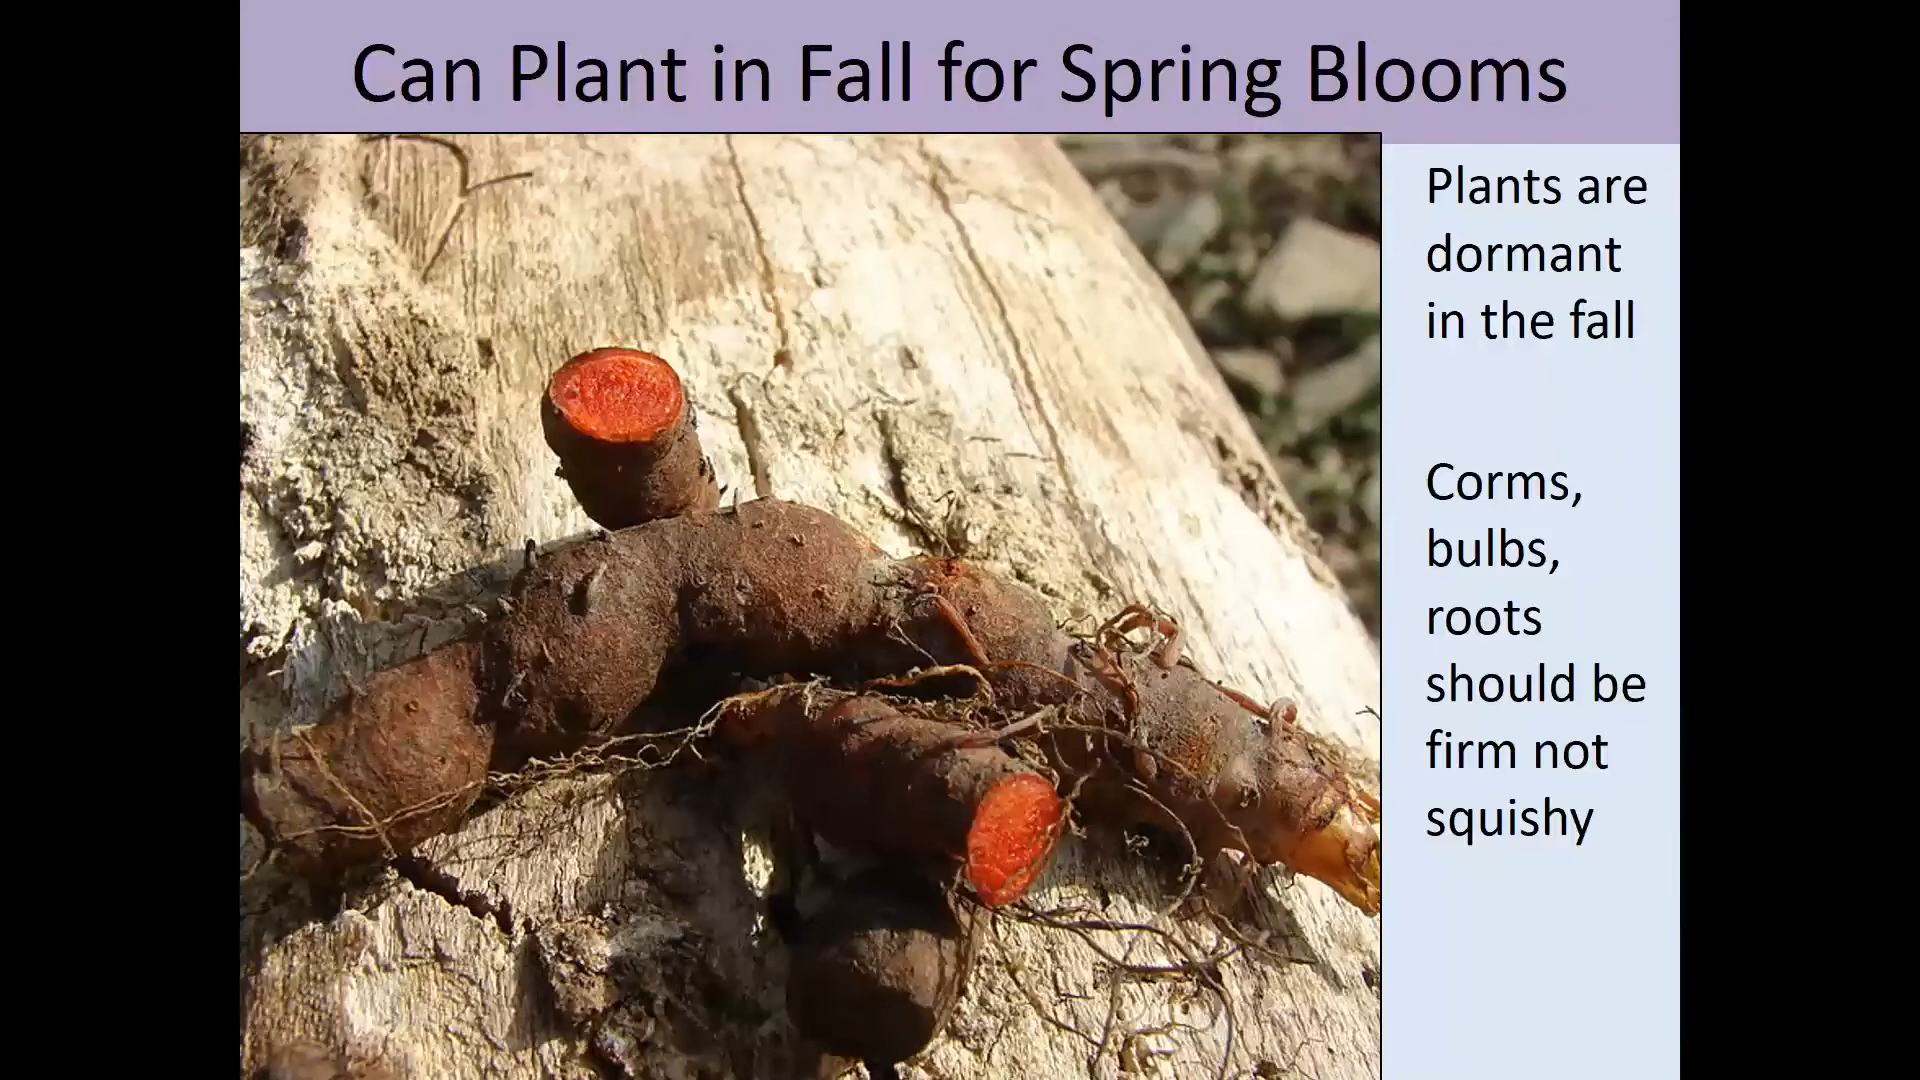 Can Plant in Fall for Spring Blooms
Plants are
dormant
in the fall
Corms,
bulbs,
roots
should be
firm not
squishy